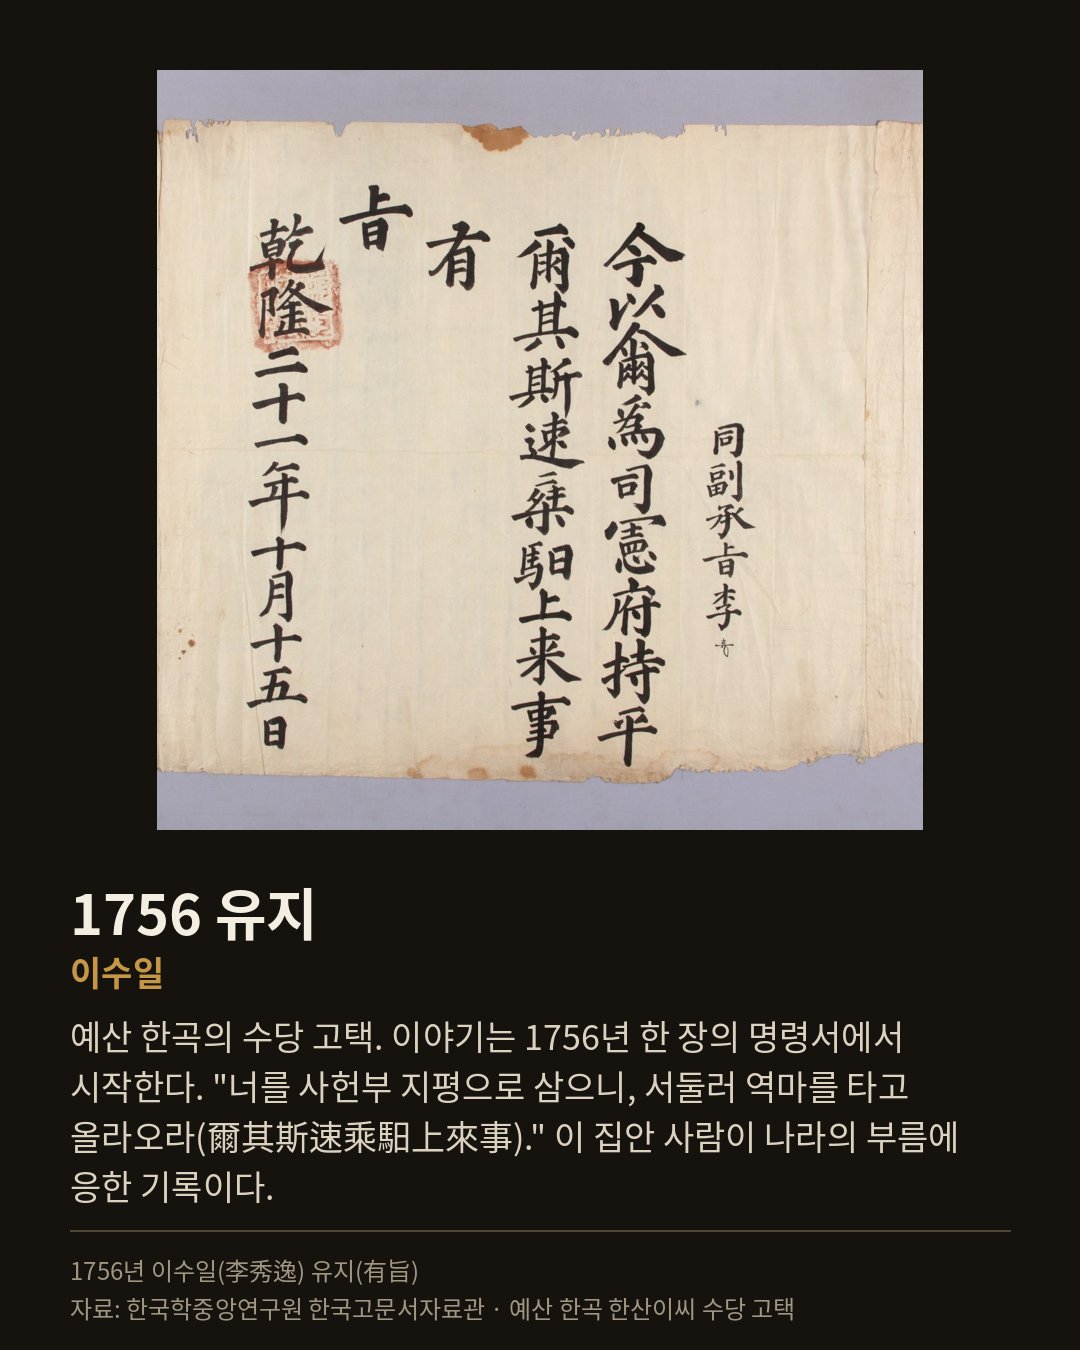 同副承旨李
今以爾爲司憲府持平
爾其斯速乘馹上来事
有
旨
乾隆二十一年十月十五日
1756 유지
이수일
예산 한곡의 수당 고택. 이야기는 1756년 한 장의 명령서에서
시작한다. "너를 사헌부 지평으로 삼으니, 서둘러 역마를 타고
올라오라(爾其斯速乘馹上來事)." 이 집안 사람이 나라의 부름에
응한 기록이다.
1756년 이수일(李秀逸) 유지(有旨)
자료: 한국학중앙연구원 한국고문서자료관 · 예산 한곡 한산이씨 수당 고택